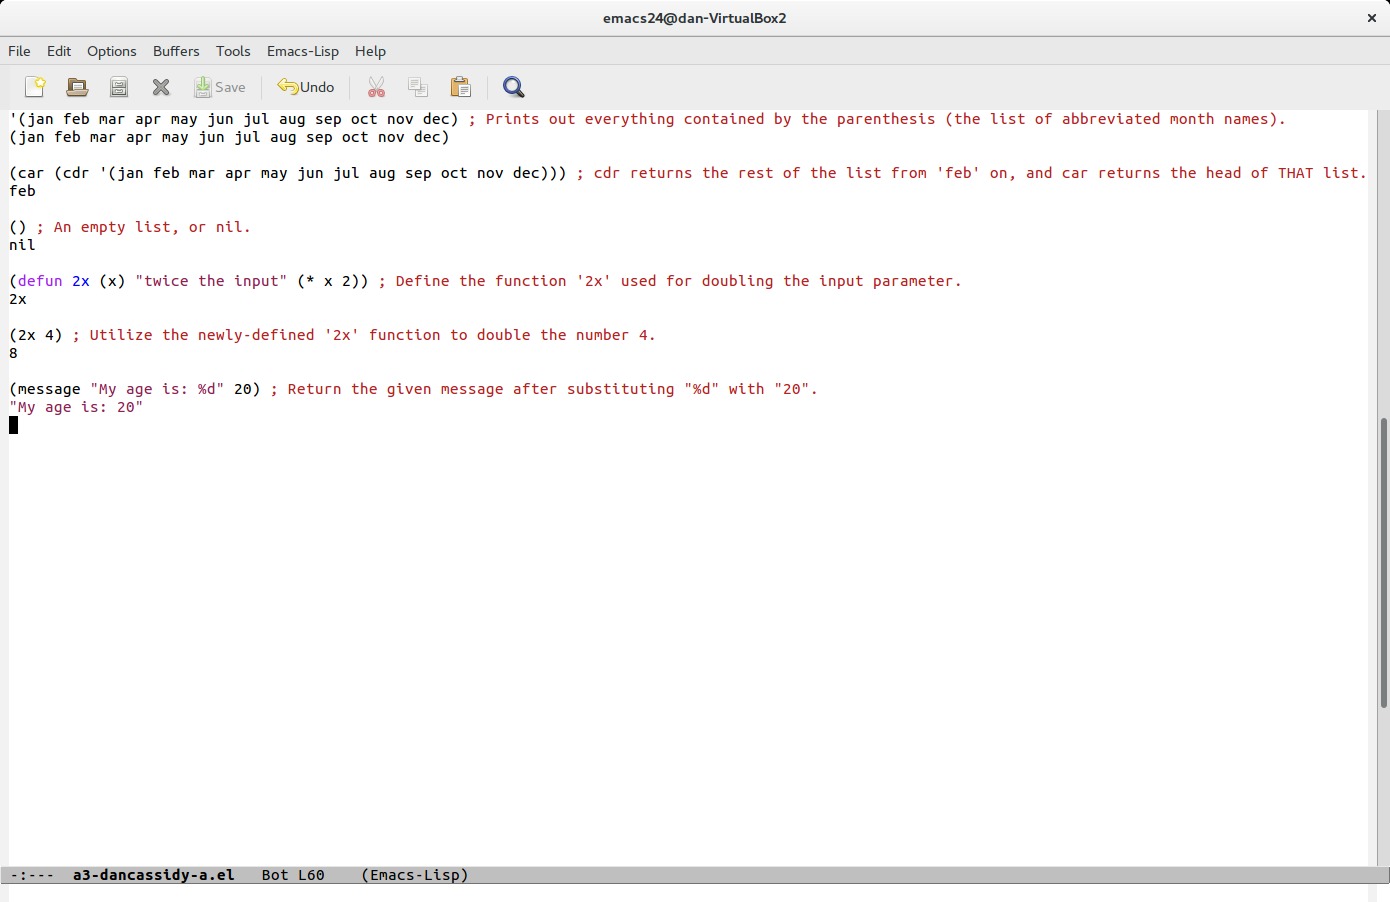 emacs24@dan-VirtualBox2
File Edit Options Buffers Tools Emacs-Lisp Help
Save Undo
'(jan feb mar apr may jun jul aug sep oct nov dec) ; Prints out everything contained by the parenthesis (the list of abbreviated month names).
(jan feb mar apr may jun jul aug sep oct nov dec)
(car (cdr '(jan feb mar apr may jun jul aug sep oct nov dec))) ; cdr returns the rest of the list from 'feb' on, and car returns the head of THAT list.
feb
() ; An empty list, or nil.
nil
(defun 2x (x) "twice the input" (* x 2)) ; Define the function '2x' used for doubling the input parameter.
2x
(2x 4) ; Utilize the newly-defined '2x' function to double the number 4.
8
(message "My age is: %d" 20) ; Return the given message after substituting "%d" with "20".
"My age is: 20"
-:--- a3-dancassidy-a.el Bot L60 (Emacs-Lisp)